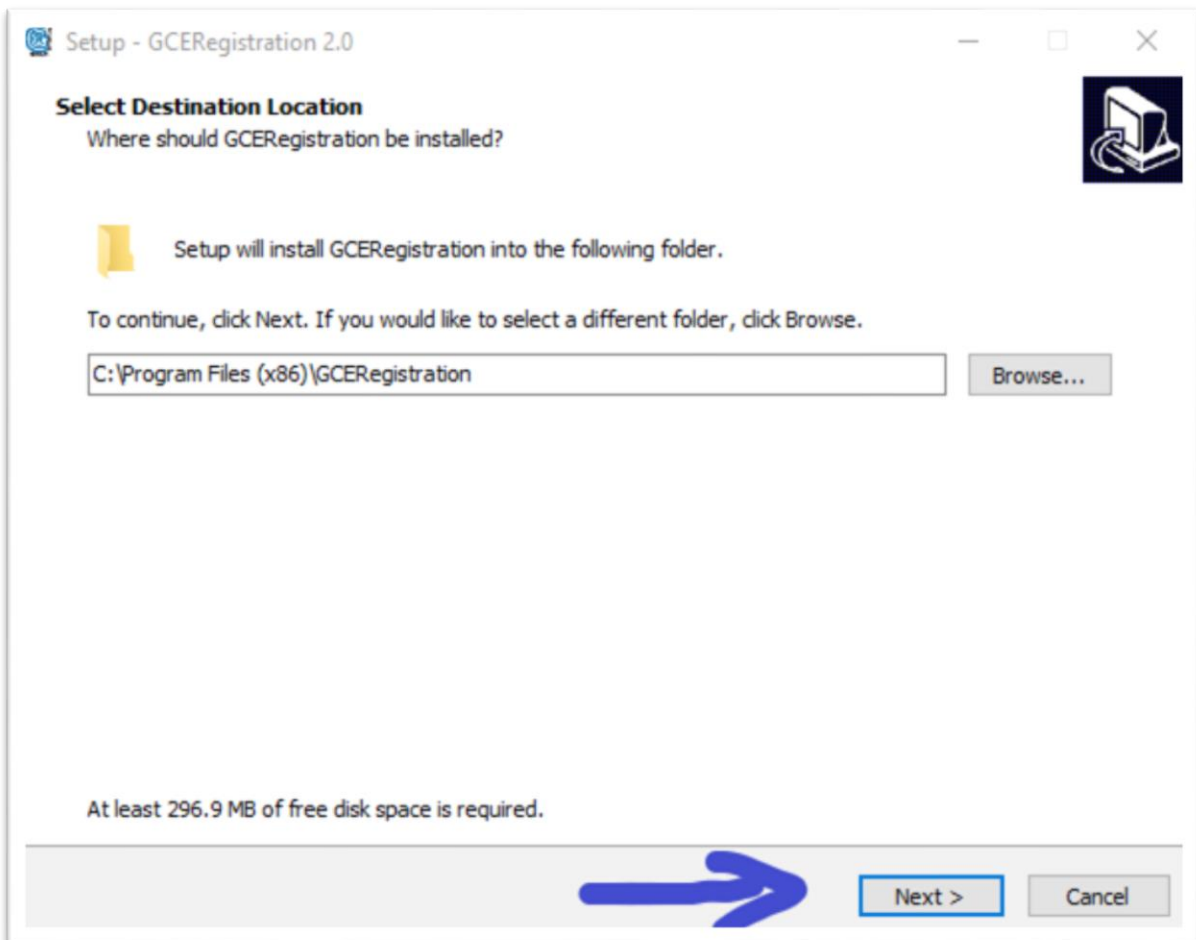 Setup - GCERegistration 2.0
Select Destination Location
Where should GCERegistration be installed?
Setup will install GCERegistration into the following folder.
To continue, click Next. If you would like to select a different folder, click Browse.
C:\Program Files (x86)\GCERegistration
Browse...
At least 296.9 MB of free disk space is required.
Next >
Cancel